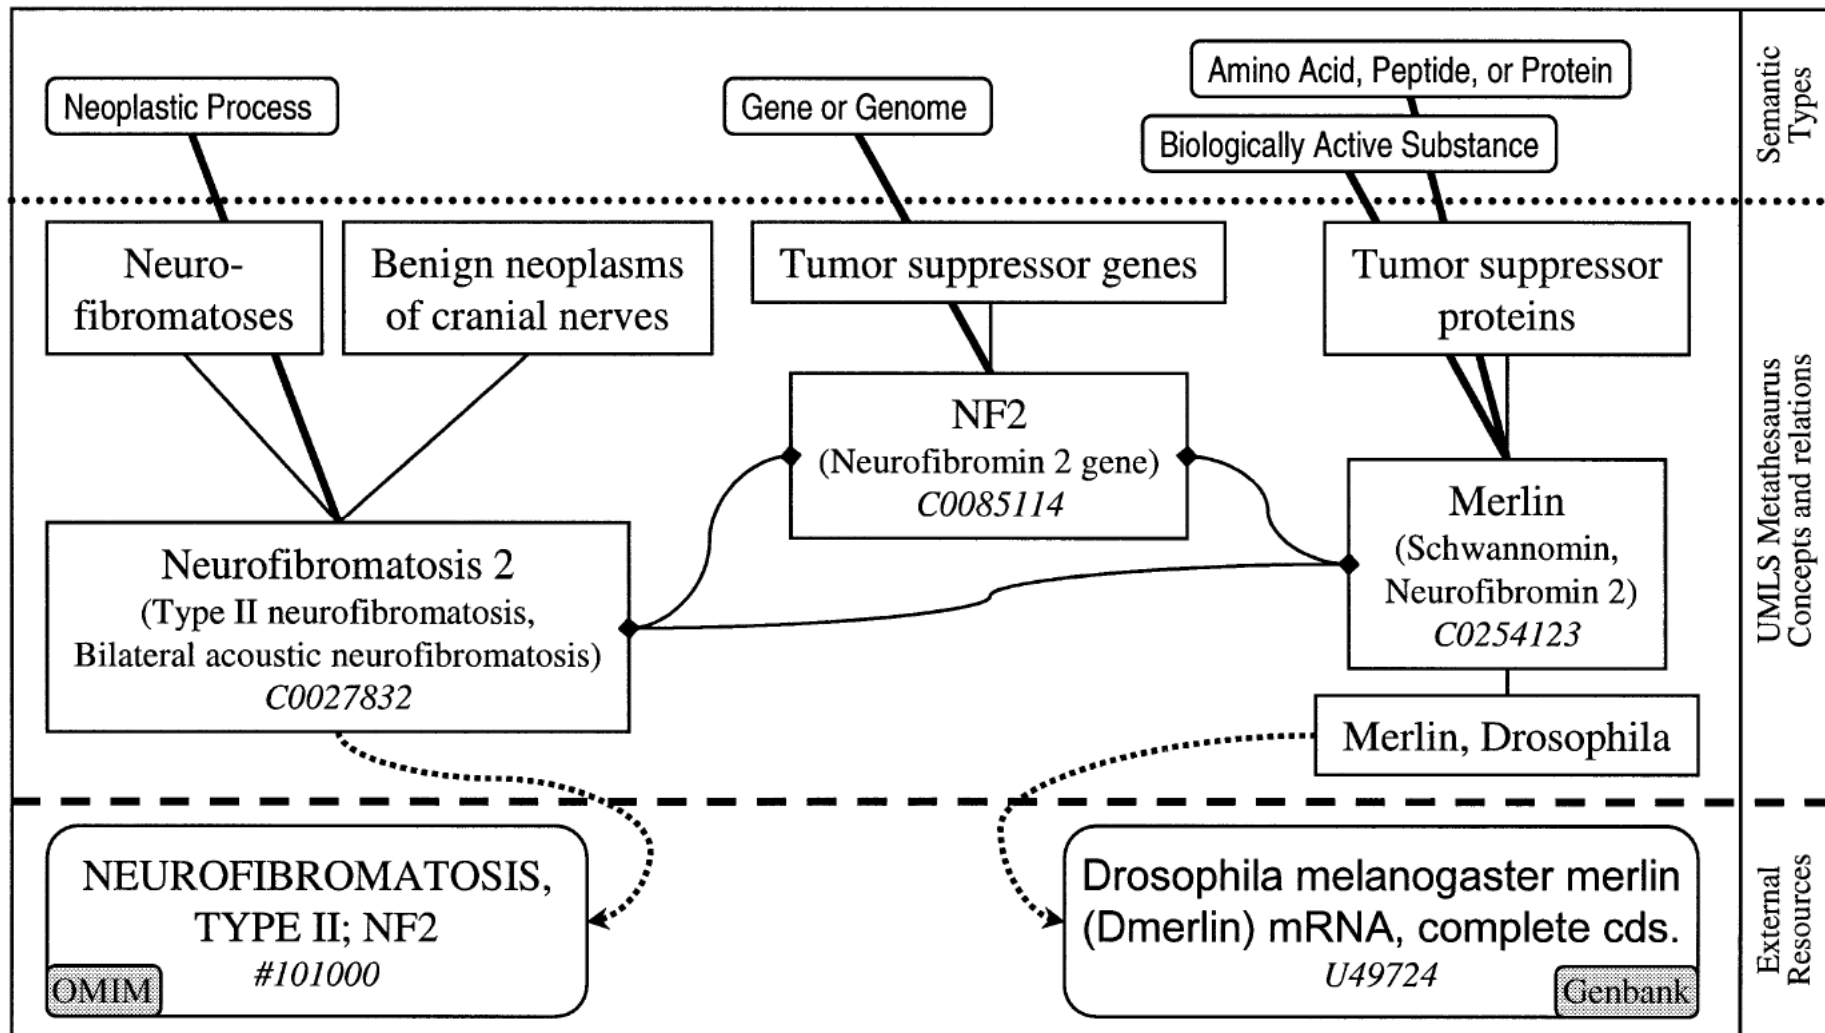 Neoplastic Process
Gene or Genome
Amino Acid, Peptide, or Protein
Biologically Active Substance
Semantic
Types
Neuro-
fibromatoses
Benign neoplasms
of cranial nerves
Tumor suppressor genes
Tumor suppressor
proteins
NF2
(Neurofibromin 2 gene)
C0085114
Merlin
(Schwannomin,
Neurofibromin 2)
C0254123
Neurofibromatosis 2
(Type II neurofibromatosis,
Bilateral acoustic neurofibromatosis)
C0027832
Merlin, Drosophila
UMLS Metathesaurus
Concepts and relations
NEUROFIBROMATOSIS,
TYPE II; NF2
#101000
OMIM
Drosophila melanogaster merlin
(Dmerlin) mRNA, complete cds.
U49724
Genbank
External
Resources